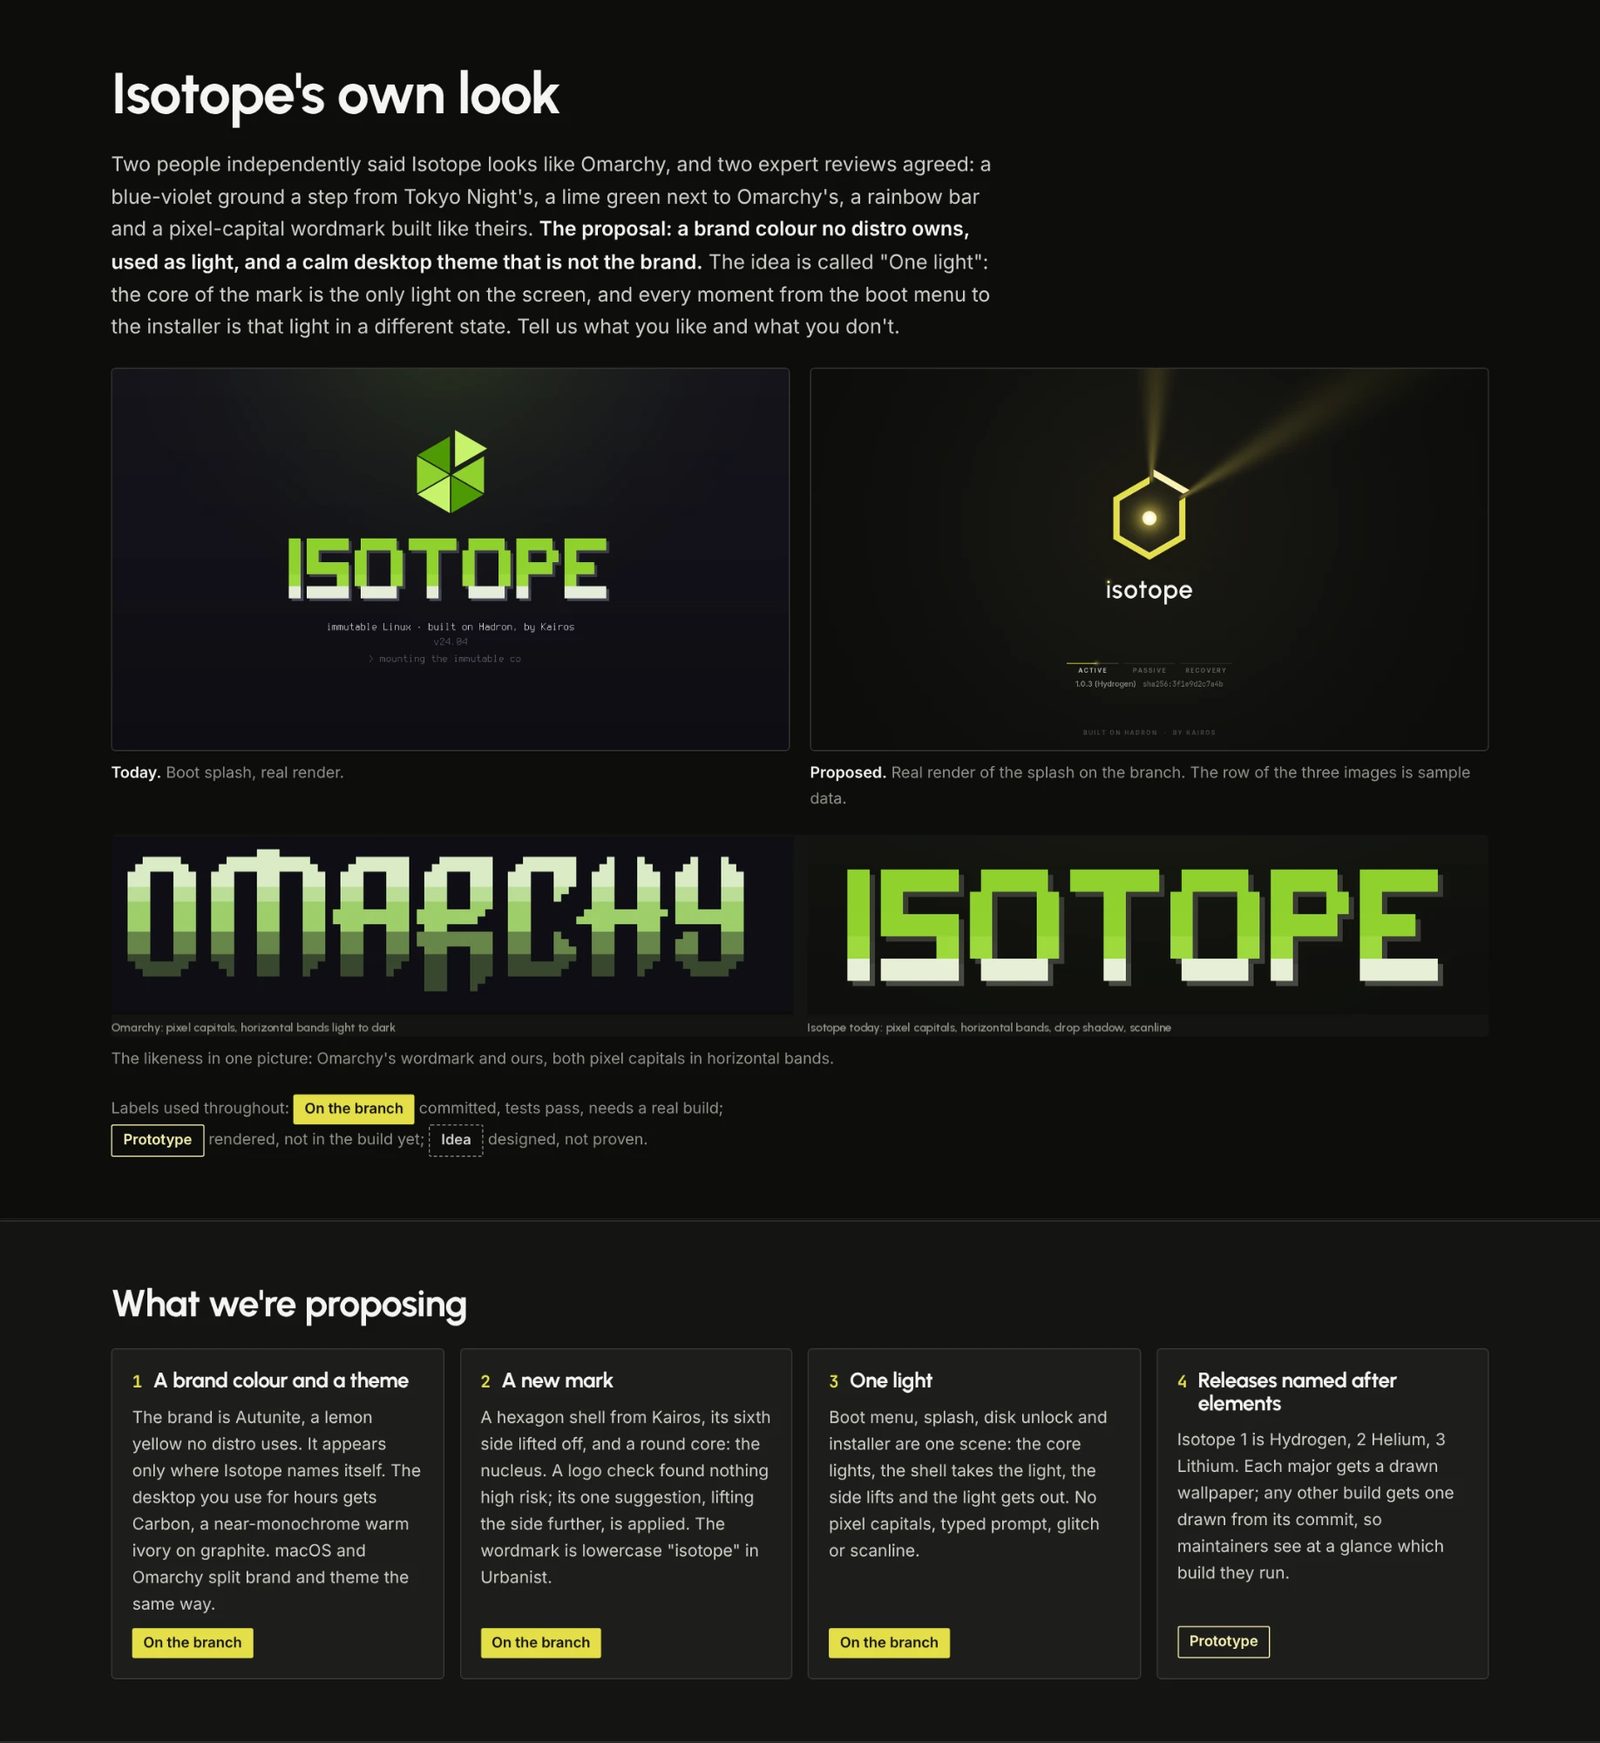 Isotope's own look
Two people independently said Isotope looks like Omarchy, and two expert reviews agreed: a
blue-violet ground a step from Tokyo Night's, a lime green next to Omarchy's, a rainbow bar
and a pixel-capital wordmark built like theirs. The proposal: a brand colour no distro owns,
used as light, and a calm desktop theme that is not the brand. The idea is called "One light":
the core of the mark is the only light on the screen, and every moment from the boot menu to
the installer is that light in a different state. Tell us what you like and what you don't.
ISOTOPE
immutable Linux · built on Hadron, by Kairos
v24.04
> mounting the immutable co
isotope
ACTIVE PASSIVE RECOVERY
1.0.3 (Hydrogen) sha256:3f1e9d2c7a4b
BUILT ON HADRON · BY KAIROS
Today. Boot splash, real render.
Proposed. Real render of the splash on the branch. The row of the three images is sample
data.
OMARCHY
ISOTOPE
Omarchy: pixel capitals, horizontal bands light to dark
Isotope today: pixel capitals, horizontal bands, drop shadow, scanline
The likeness in one picture: Omarchy's wordmark and ours, both pixel capitals in horizontal bands.
Labels used throughout: On the branch committed, tests pass, needs a real build;
Prototype rendered, not in the build yet; Idea designed, not proven.
What we're proposing
1 A brand colour and a theme
The brand is Autunite, a lemon
yellow no distro uses. It appears
only where Isotope names itself. The
desktop you use for hours gets
Carbon, a near-monochrome warm
ivory on graphite. macOS and
Omarchy split brand and theme the
same way.
On the branch
2 A new mark
A hexagon shell from Kairos, its sixth
side lifted off, and a round core: the
nucleus. A logo check found nothing
high risk; its one suggestion, lifting
the side further, is applied. The
wordmark is lowercase "isotope" in
Urbanist.
On the branch
3 One light
Boot menu, splash, disk unlock and
installer are one scene: the core
lights, the shell takes the light, the
side lifts and the light gets out. No
pixel capitals, typed prompt, glitch
or scanline.
On the branch
4 Releases named after
elements
Isotope 1 is Hydrogen, 2 Helium, 3
Lithium. Each major gets a drawn
wallpaper; any other build gets one
drawn from its commit, so
maintainers see at a glance which
build they run.
Prototype